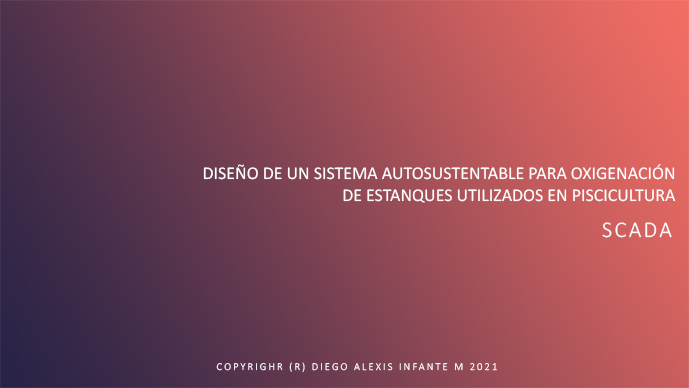 DISEÑO DE UN SISTEMA AUTOSUSTENTABLE PARA OXIGENACIÓN
DE ESTANQUES UTILIZADOS EN PISCICULTURA
SCADA
COPYRIGHR (R) DIEGO ALEXIS INFANTE M 2021